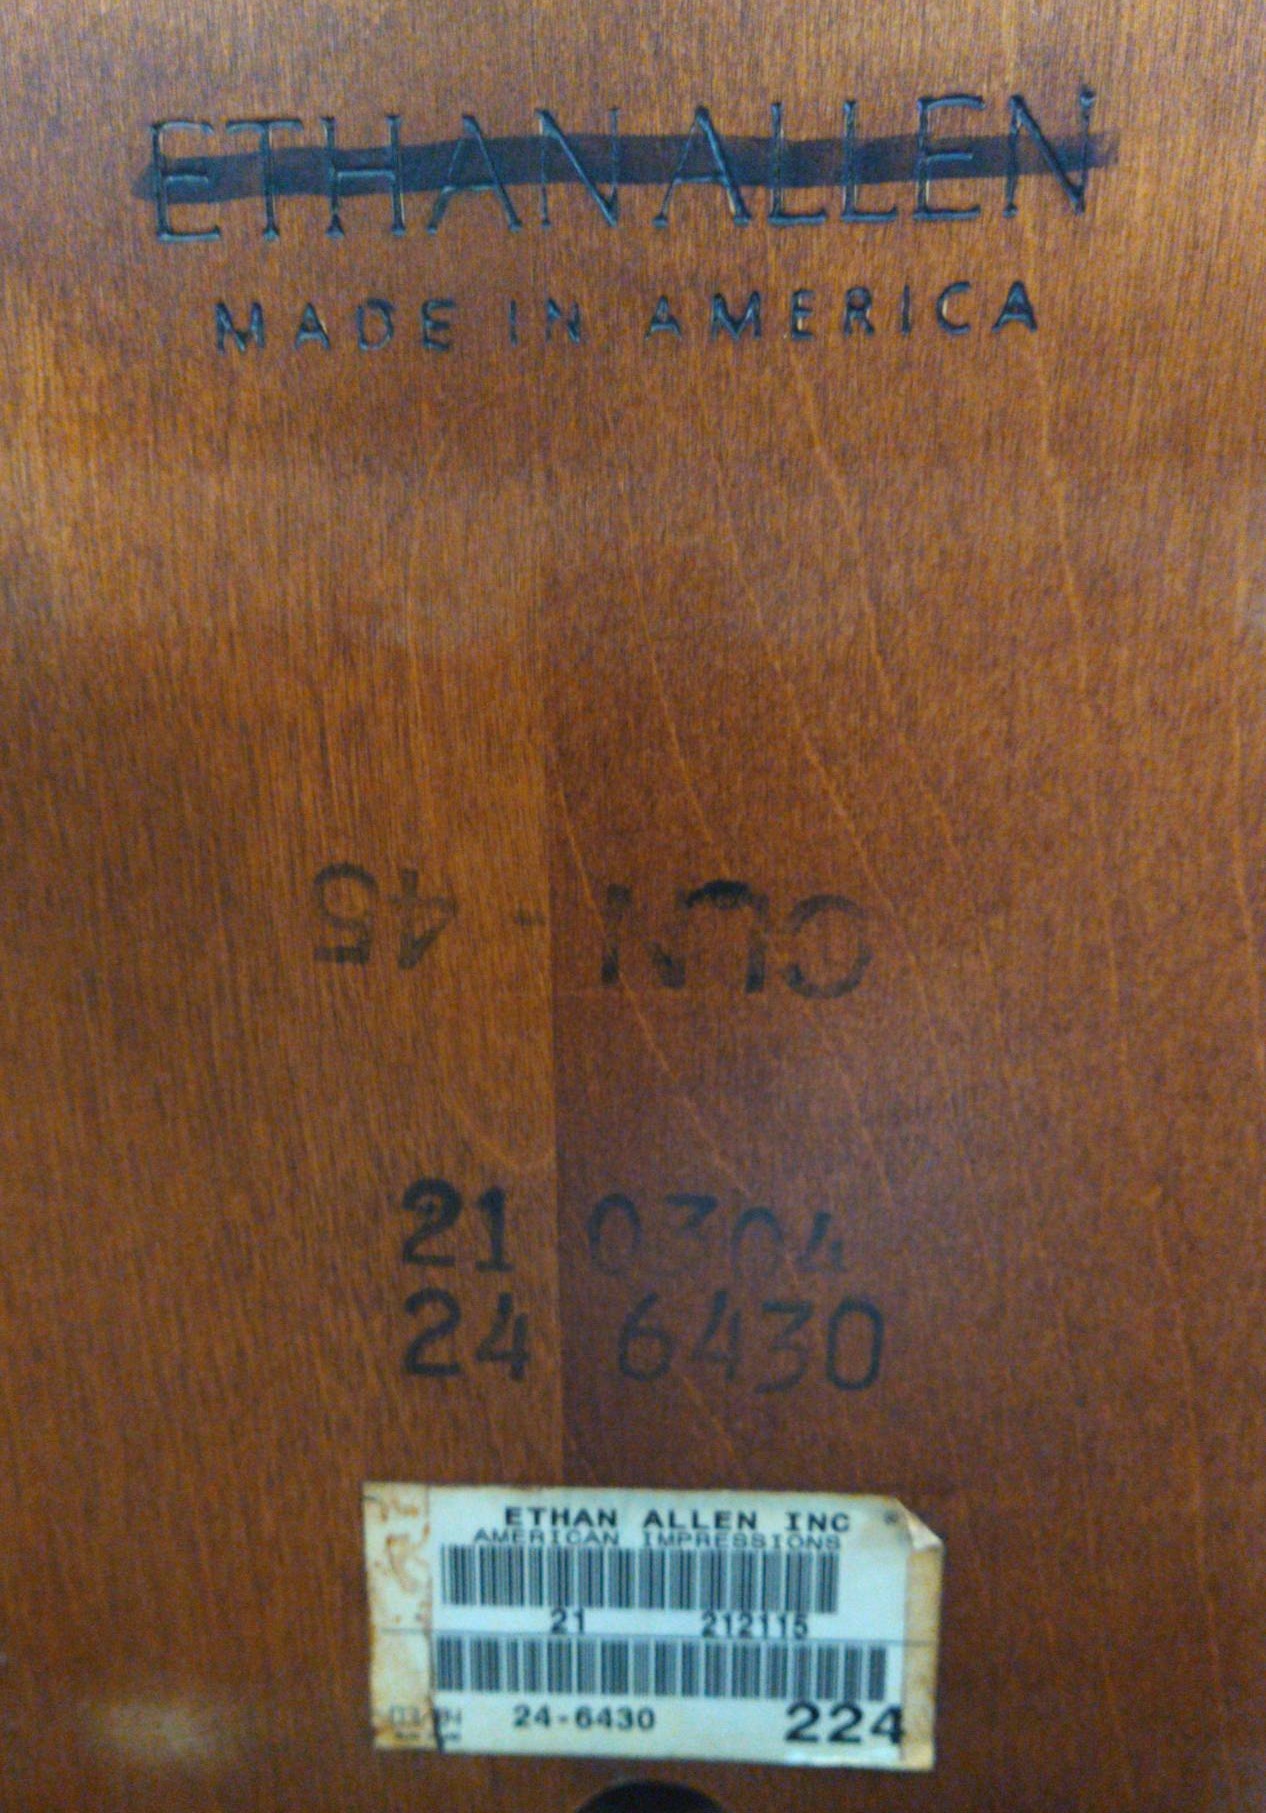 ETHAN ALLEN
MADE IN AMERICA
21 0304
24 6430
ETHAN ALLEN INC ®
AMERICAN IMPRESSIONS
21 212115
24-6430 224